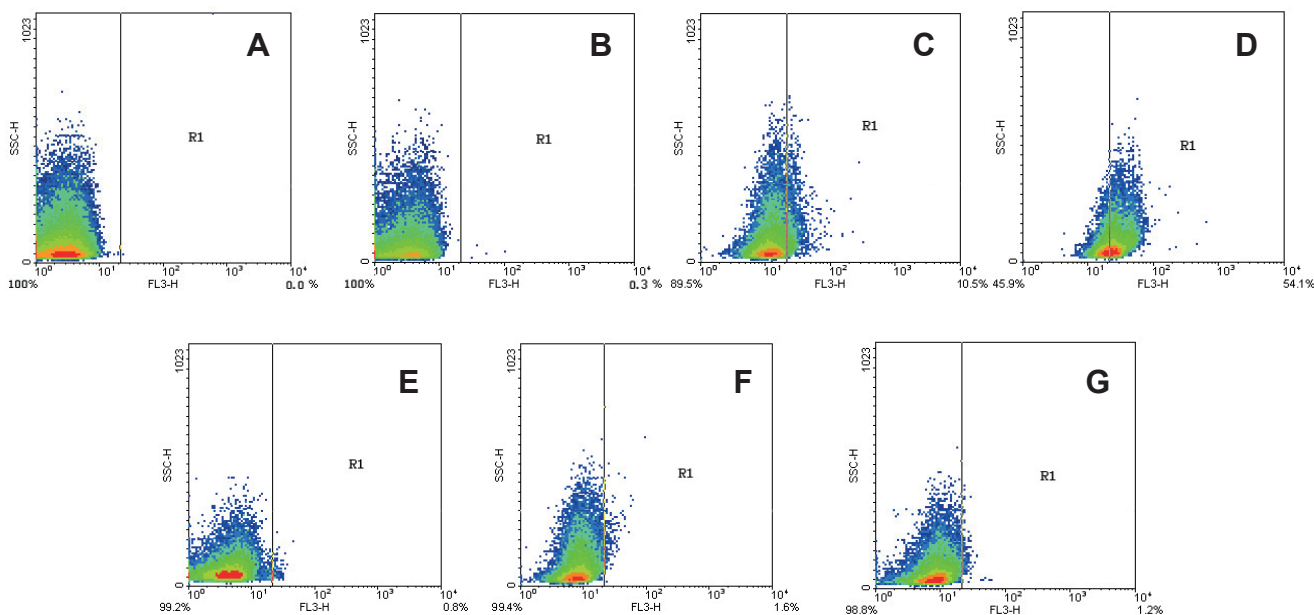 A
1023
SSC-H
R1
0
10⁰ 10¹ 10² 10³ 10⁴
100% FL3-H 0.0 %
B
1023
SSC-H
R1
0
10⁰ 10¹ 10² 10³ 10⁴
100% FL3-H 0.3 %
C
1023
SSC-H
R1
0
10⁰ 10¹ 10² 10³ 10⁴
89.5% FL3-H 10.5%
D
1023
SSC-H
R1
0
10⁰ 10¹ 10² 10³ 10⁴
45.9% FL3-H 54.1%
E
1023
SSC-H
R1
0
10⁰ 10¹ 10² 10³ 10⁴
99.2% FL3-H 0.8%
F
1023
SSC-H
R1
0
10⁰ 10¹ 10² 10³ 10⁴
99.4% FL3-H 1.6%
G
1023
SSC-H
R1
0
10⁰ 10¹ 10² 10³ 10⁴
98.8% FL3-H 1.2%